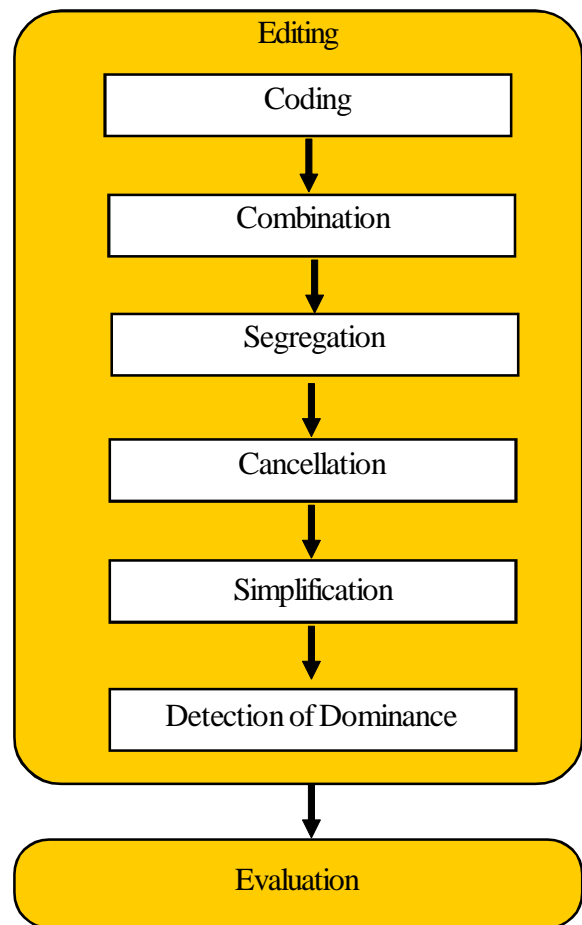 Editing
Coding
Combination
Segregation
Cancellation
Simplification
Detection of Dominance
Evaluation